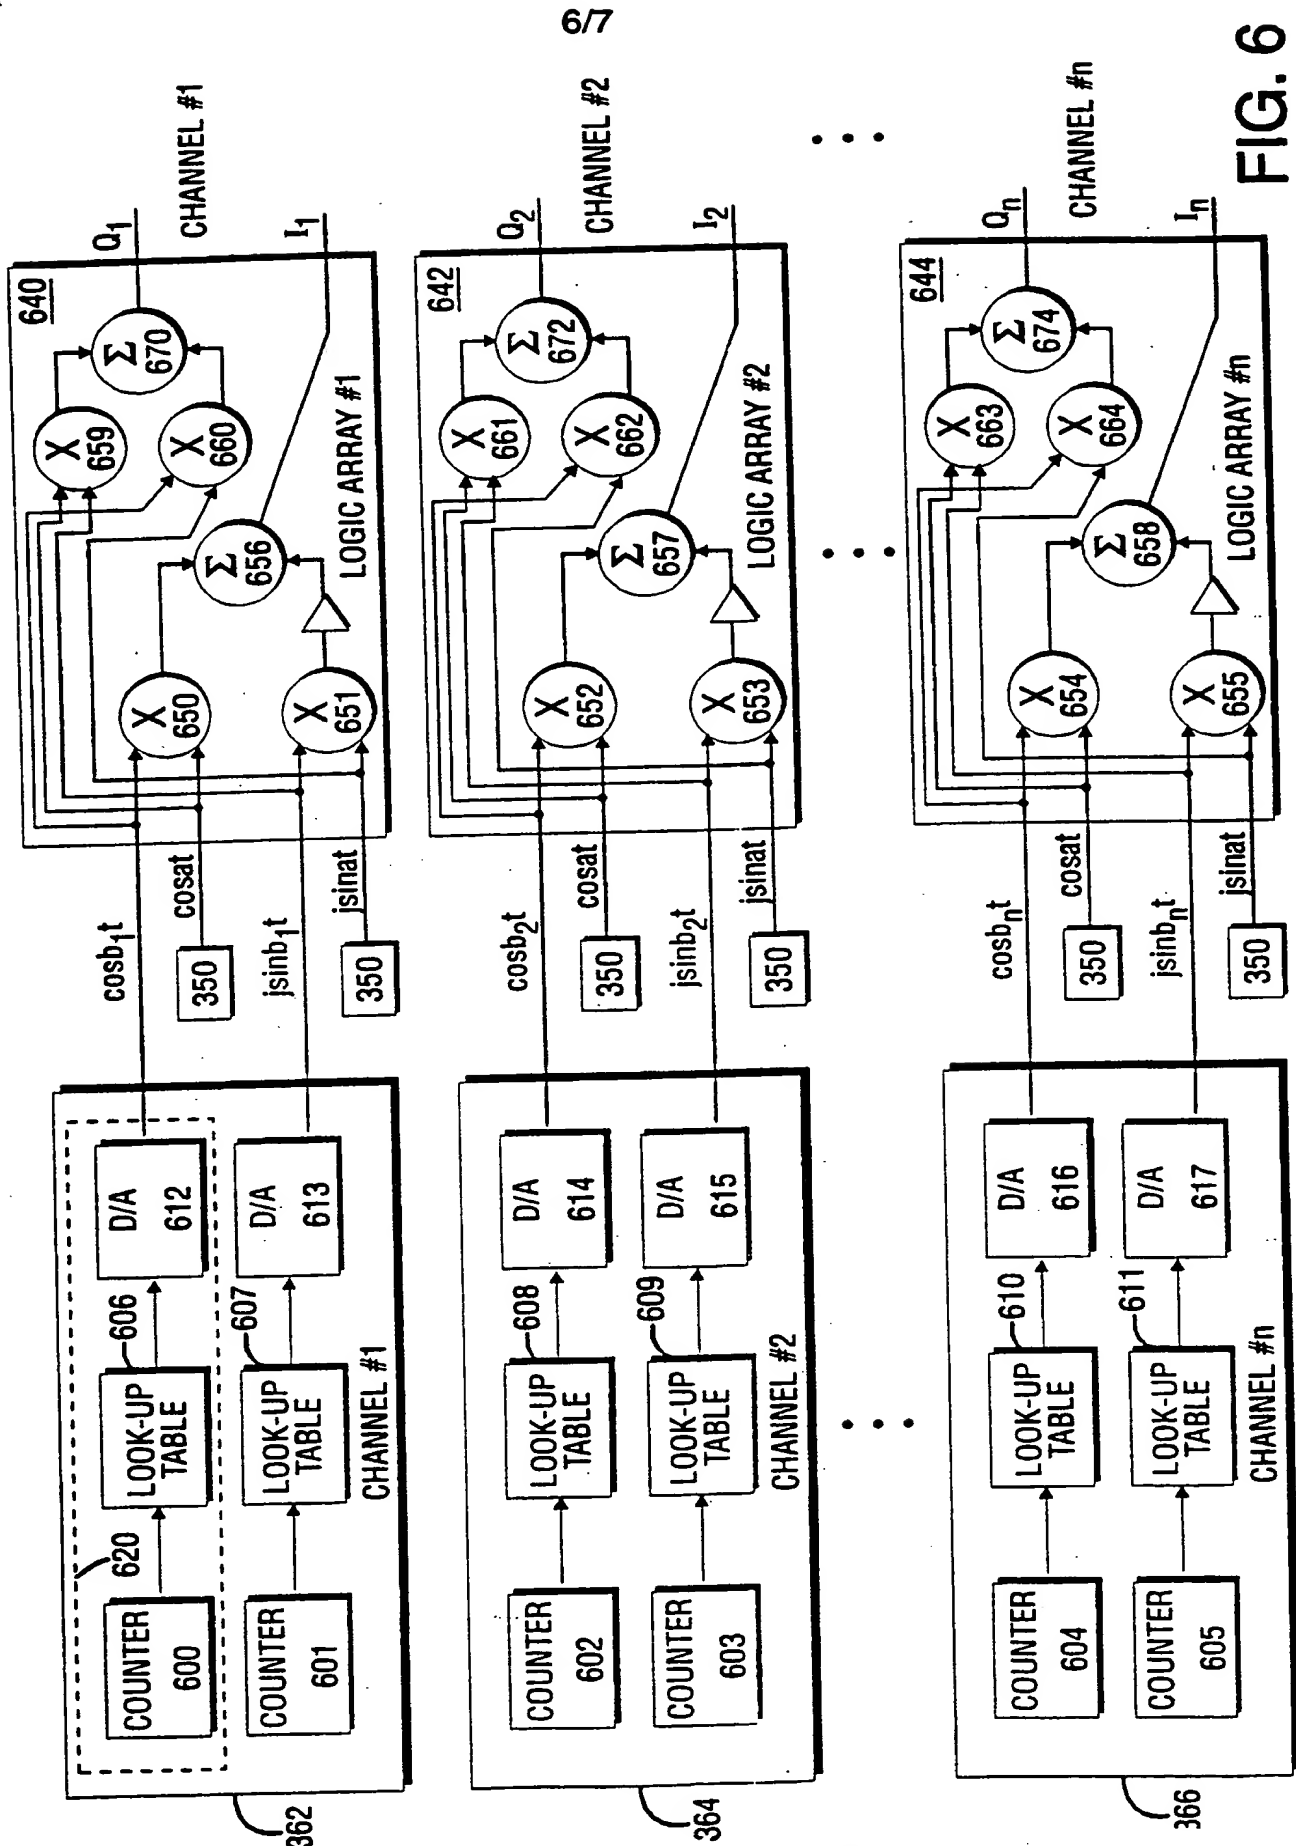 6/7
COUNTER
600
620
LOOK-UP
TABLE
606
D/A
612
COUNTER
601
LOOK-UP
TABLE
607
D/A
613
CHANNEL #1
362
cosb1t
350
cosat
jsinb1t
350
jsinat
640
X
650
X
651
Σ
656
X
659
X
660
Σ
670
LOGIC ARRAY #1
Q1
CHANNEL #1
I1
COUNTER
602
LOOK-UP
TABLE
608
D/A
614
COUNTER
603
LOOK-UP
TABLE
609
D/A
615
CHANNEL #2
364
cosb2t
350
cosat
jsinb2t
350
jsinat
642
X
652
X
653
Σ
657
X
661
X
662
Σ
672
LOGIC ARRAY #2
Q2
CHANNEL #2
I2
COUNTER
604
LOOK-UP
TABLE
610
D/A
616
COUNTER
605
LOOK-UP
TABLE
611
D/A
617
CHANNEL #n
366
cosbnt
350
cosat
jsinbnt
350
jsinat
644
X
654
X
655
Σ
658
X
663
X
664
Σ
674
LOGIC ARRAY #n
Qn
CHANNEL #n
In
FIG. 6